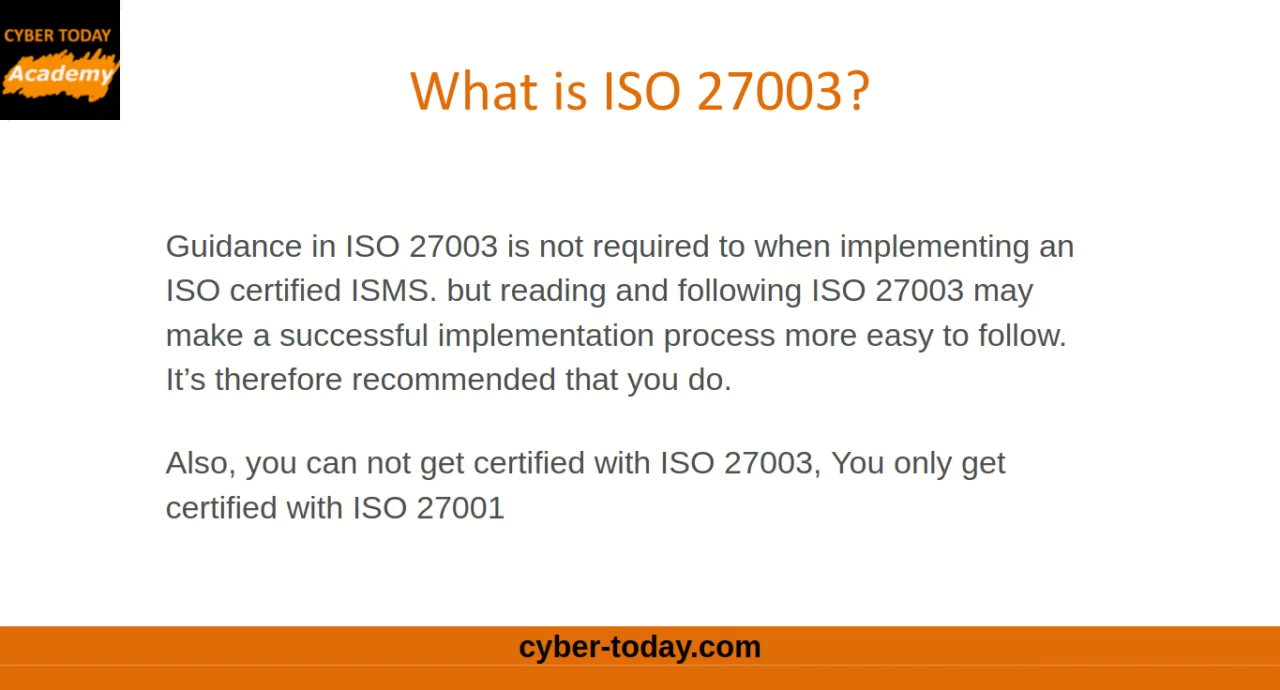 CYBER TODAY
Academy
What is ISO 27003?
Guidance in ISO 27003 is not required to when implementing an
ISO certified ISMS. but reading and following ISO 27003 may
make a successful implementation process more easy to follow.
It’s therefore recommended that you do.
Also, you can not get certified with ISO 27003, You only get
certified with ISO 27001
cyber-today.com